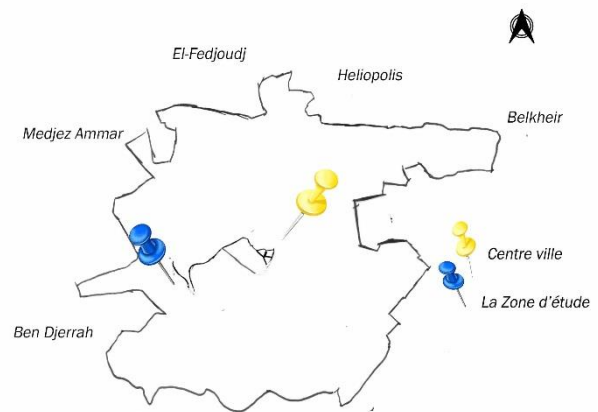 El-Fedjoudj
Heliopolis
Belkheir
Medjez Ammar
Centre ville
La Zone d'étude
Ben Djerrah